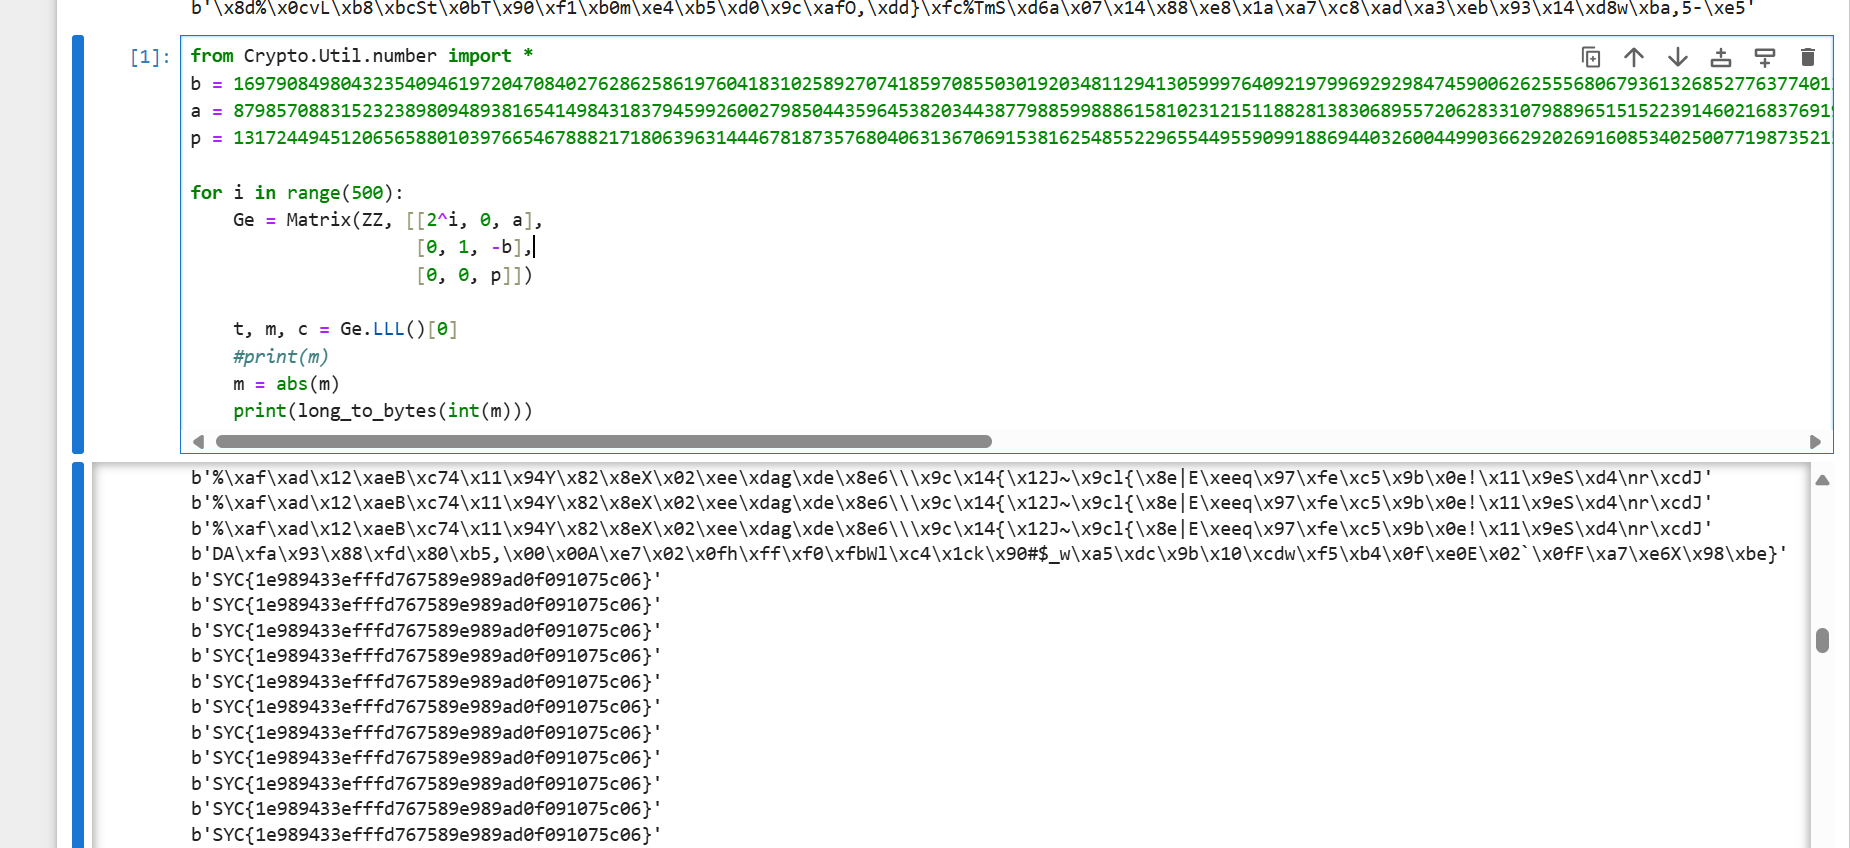 b'\x8d%\x0cvL\xb8\xbcSt\x0bT\x90\xf1\xb0m\xe4\xb5\xd0\x9c\xafO,\xdd}\xfc%TmS\xd6a\x07\x14\x88\xe8\x1a\xa7\xc8\xad\xa3\xeb\x93\x14\xd8w\xba,5-\xe5'
[1]:
from Crypto.Util.number import *
b = 
a = 
p = 
for i in range(500):
Ge = Matrix(ZZ, [[2^i, 0, a],
[0, 1, -b],
[0, 0, p]])
t, m, c = Ge.LLL()[0]
#print(m)
m = abs(m)
print(long_to_bytes(int(m)))
b'%\xaf\xad\x12\xaeB\xc74\x11\x94Y\x82\x8eX\x02\xee\xdag\xde\x8e6\\\x9c\x14{\x12J~\x9cl{\x8e|E\xeeq\x97\xfe\xc5\x9b\x0e!\x11\x9eS\xd4\nr\xcdJ'
b'%\xaf\xad\x12\xaeB\xc74\x11\x94Y\x82\x8eX\x02\xee\xdag\xde\x8e6\\\x9c\x14{\x12J~\x9cl{\x8e|E\xeeq\x97\xfe\xc5\x9b\x0e!\x11\x9eS\xd4\nr\xcdJ'
b'%\xaf\xad\x12\xaeB\xc74\x11\x94Y\x82\x8eX\x02\xee\xdag\xde\x8e6\\\x9c\x14{\x12J~\x9cl{\x8e|E\xeeq\x97\xfe\xc5\x9b\x0e!\x11\x9eS\xd4\nr\xcdJ'
b'DA\xfa\x93\x88\xfd\x80\xb5,\x00\x00A\xe7\x02\x0fh\xff\xf0\xfbWl\xc4\x1ck\x90#$_w\xa5\xdc\x9b\x10\xcdw\xf5\xb4\x0f\xe0E\x02`\x0fF\xa7\xe6X\x98\xbe}'
b'SYC{1e989433efffd767589e989ad0f091075c06}'
b'SYC{1e989433efffd767589e989ad0f091075c06}'
b'SYC{1e989433efffd767589e989ad0f091075c06}'
b'SYC{1e989433efffd767589e989ad0f091075c06}'
b'SYC{1e989433efffd767589e989ad0f091075c06}'
b'SYC{1e989433efffd767589e989ad0f091075c06}'
b'SYC{1e989433efffd767589e989ad0f091075c06}'
b'SYC{1e989433efffd767589e989ad0f091075c06}'
b'SYC{1e989433efffd767589e989ad0f091075c06}'
b'SYC{1e989433efffd767589e989ad0f091075c06}'
b'SYC{1e989433efffd767589e989ad0f091075c06}'